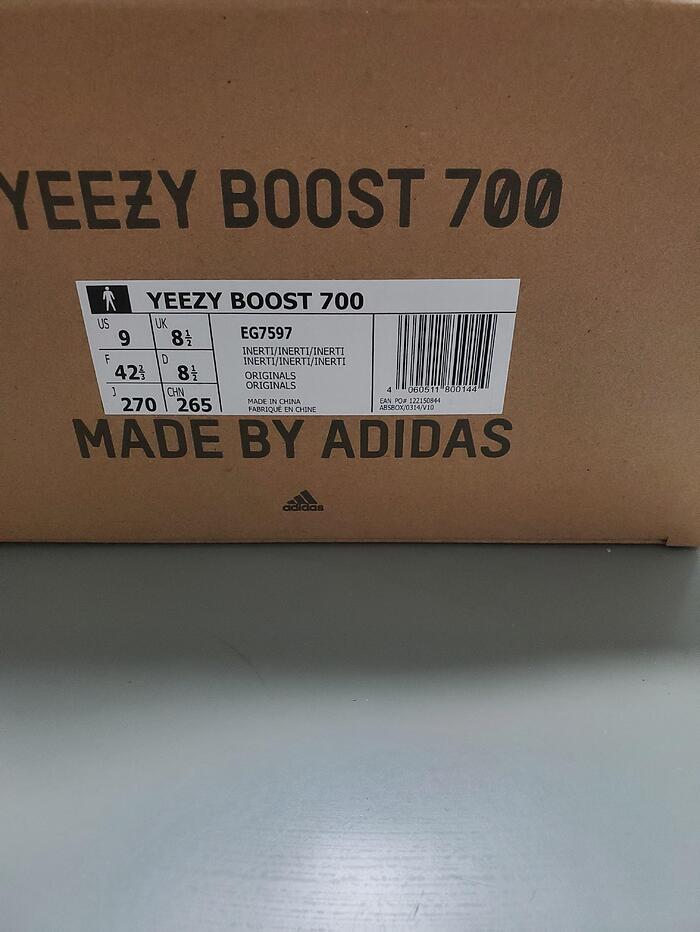 YEEZY BOOST 700
YEEZY BOOST 700
US 9
UK 8½
F 42⅔
D 8½
J 270
CHN 265
EG7597
INERTI/INERTI/INERTI
INERTI/INERTI/INERTI
ORIGINALS
ORIGINALS
MADE IN CHINA
FABRIQUÉ EN CHINE
4 060511 800144
EAN PO# 122150844
ABSBOX/0314/V10
MADE BY ADIDAS
adidas